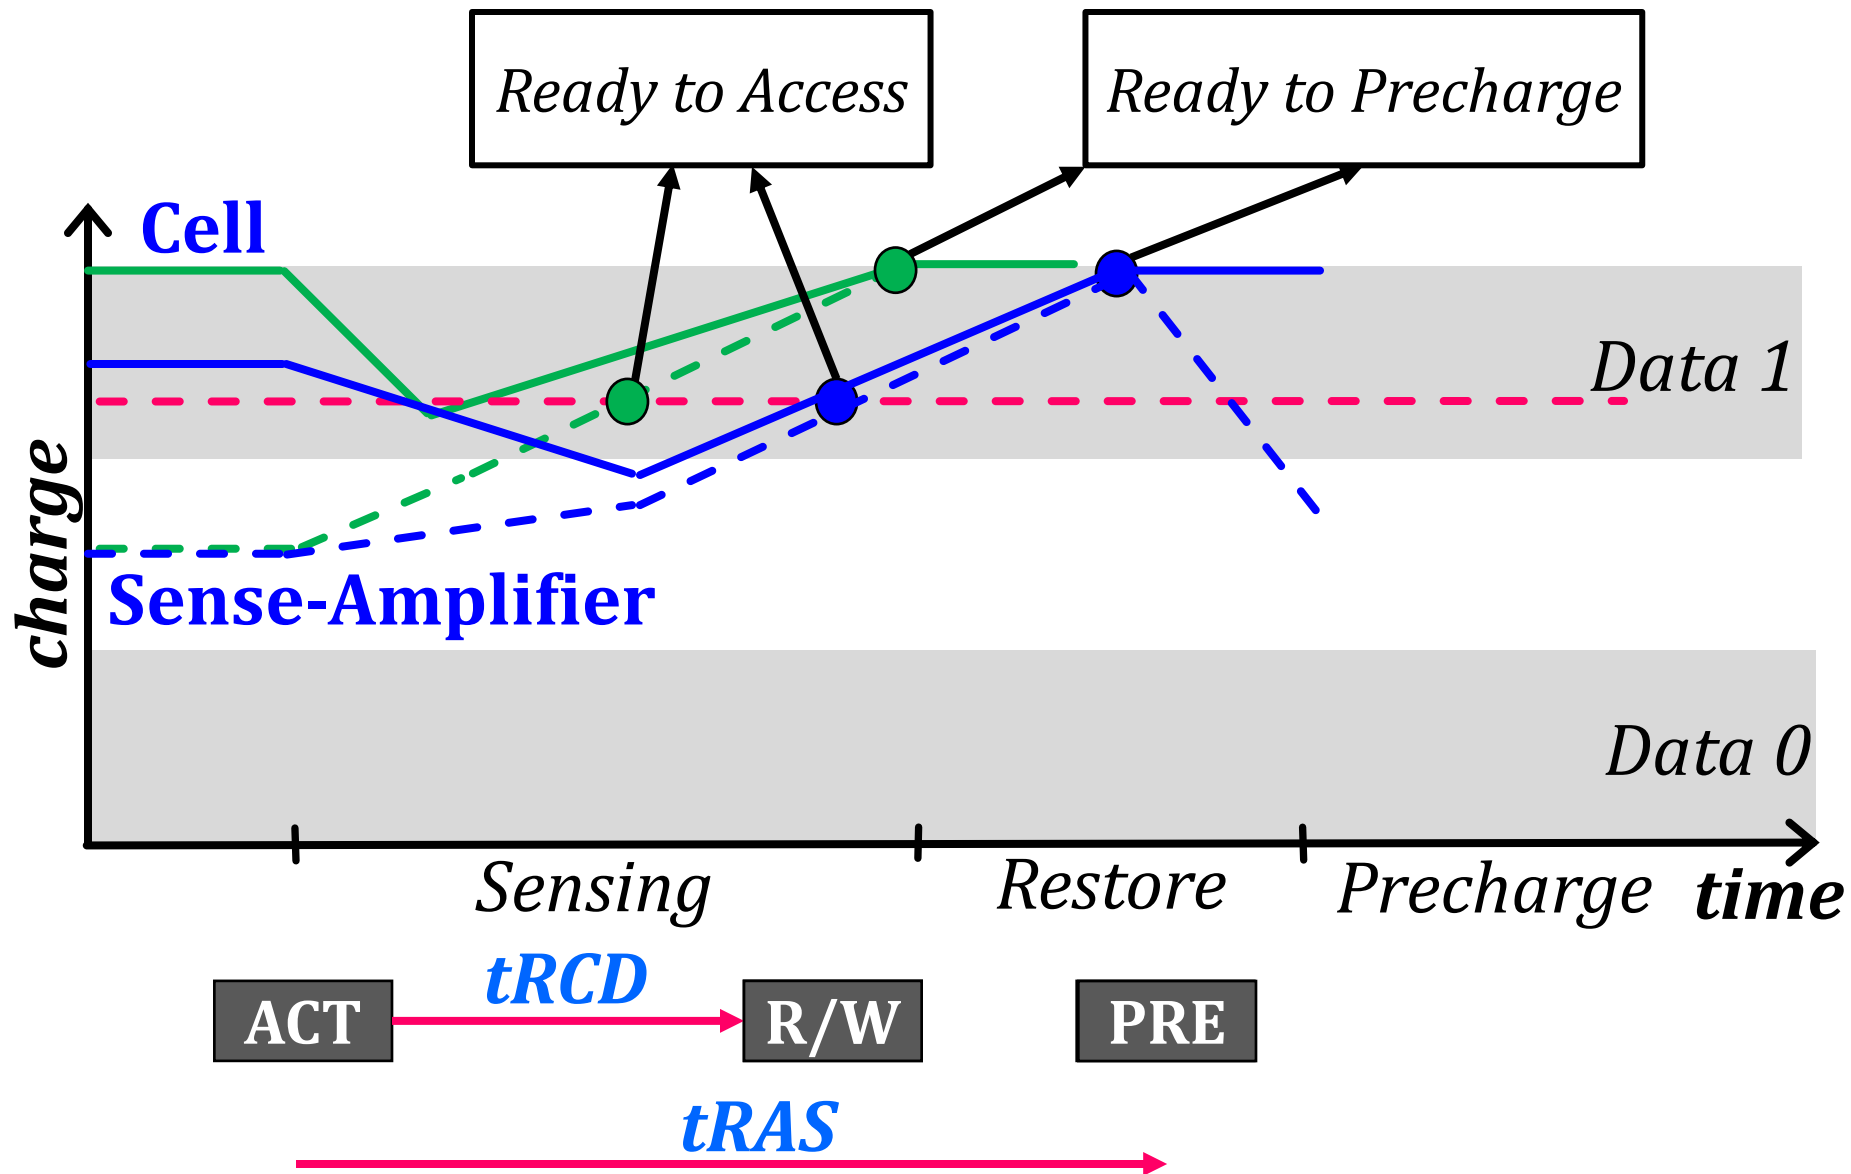 Ready to Access
Ready to Precharge
Cell
Data 1
charge
Sense-Amplifier
Data 0
Sensing
Restore
Precharge
time
tRCD
ACT
R/W
PRE
tRAS